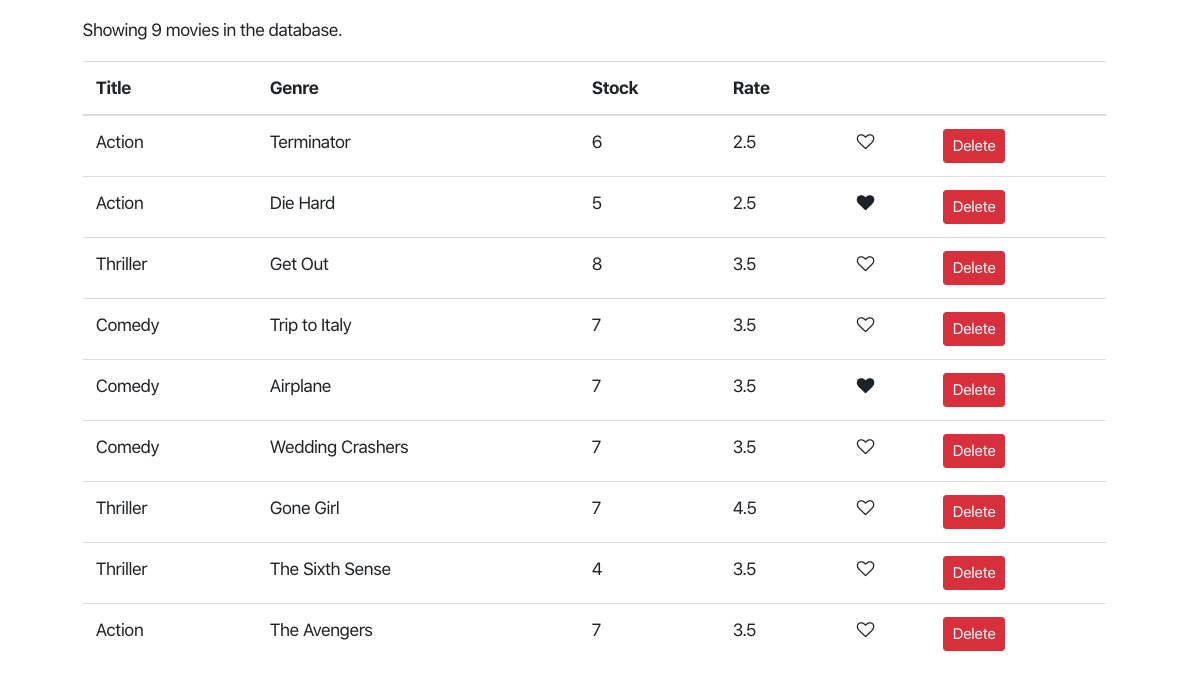 Showing 9 movies in the database.
Title Genre Stock Rate
Action Terminator 6 2.5 Delete
Action Die Hard 5 2.5 Delete
Thriller Get Out 8 3.5 Delete
Comedy Trip to Italy 7 3.5 Delete
Comedy Airplane 7 3.5 Delete
Comedy Wedding Crashers 7 3.5 Delete
Thriller Gone Girl 7 4.5 Delete
Thriller The Sixth Sense 4 3.5 Delete
Action The Avengers 7 3.5 Delete